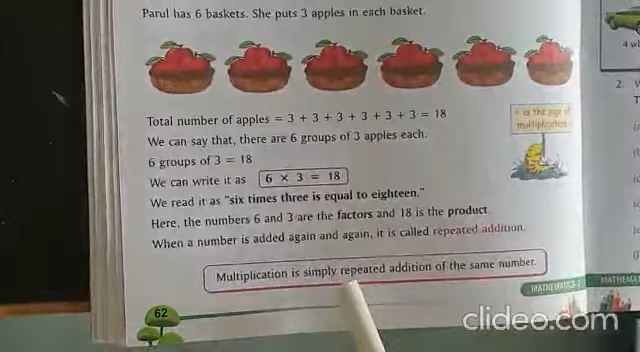 Parul has 6 baskets. She puts 3 apples in each basket.
Total number of apples = 3 + 3 + 3 + 3 + 3 + 3 = 18
We can say that, there are 6 groups of 3 apples each.
6 groups of 3 = 18
We can write it as 6 × 3 = 18
We read it as "six times three is equal to eighteen."
Here, the numbers 6 and 3 are the factors and 18 is the product.
When a number is added again and again, it is called repeated addition.
× is the sign of
multiplication
Multiplication is simply repeated addition of the same number.
62
MATHEMATICS-
MATHEMAT
4 wh
2.
clideo.com